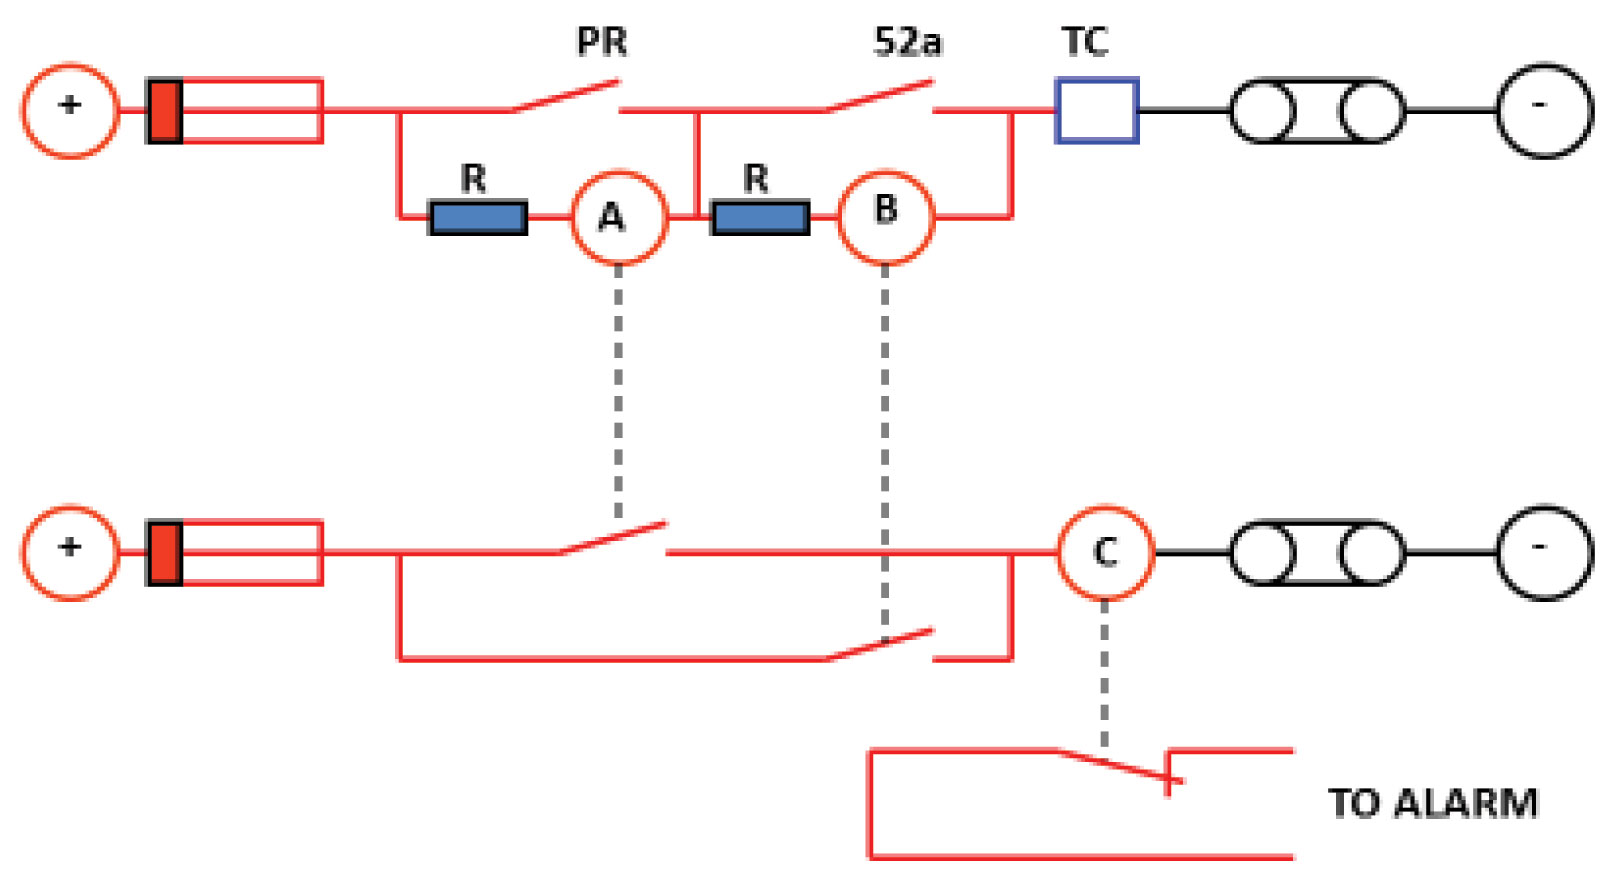 PR 52a TC
+ -
R R
A B
+ C -
TO ALARM